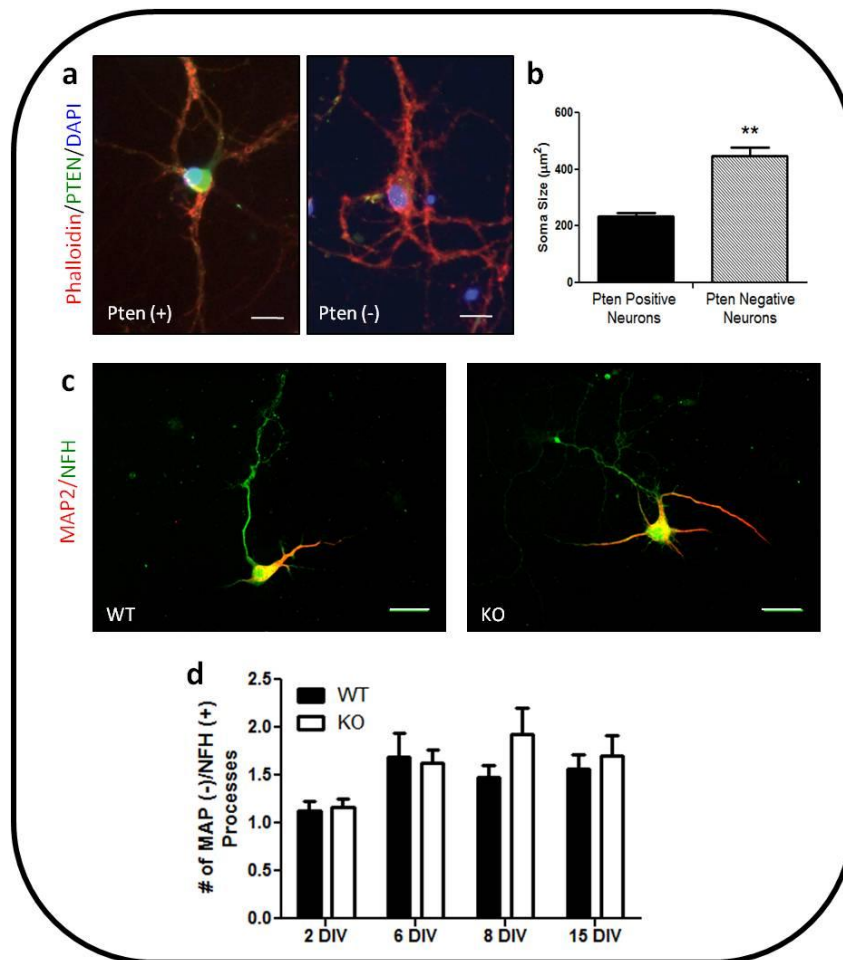 a
Phalloidin/PTEN/DAPI
Pten (+)
Pten (-)
b
Soma Size (µm²)
600
400
200
0
**
Pten Positive
Neurons
Pten Negative
Neurons
c
MAP2/NFH
WT
KO
d
# of MAP (-)/NFH (+)
Processes
2.5
2.0
1.5
1.0
0.5
0.0
WT
KO
2 DIV
6 DIV
8 DIV
15 DIV